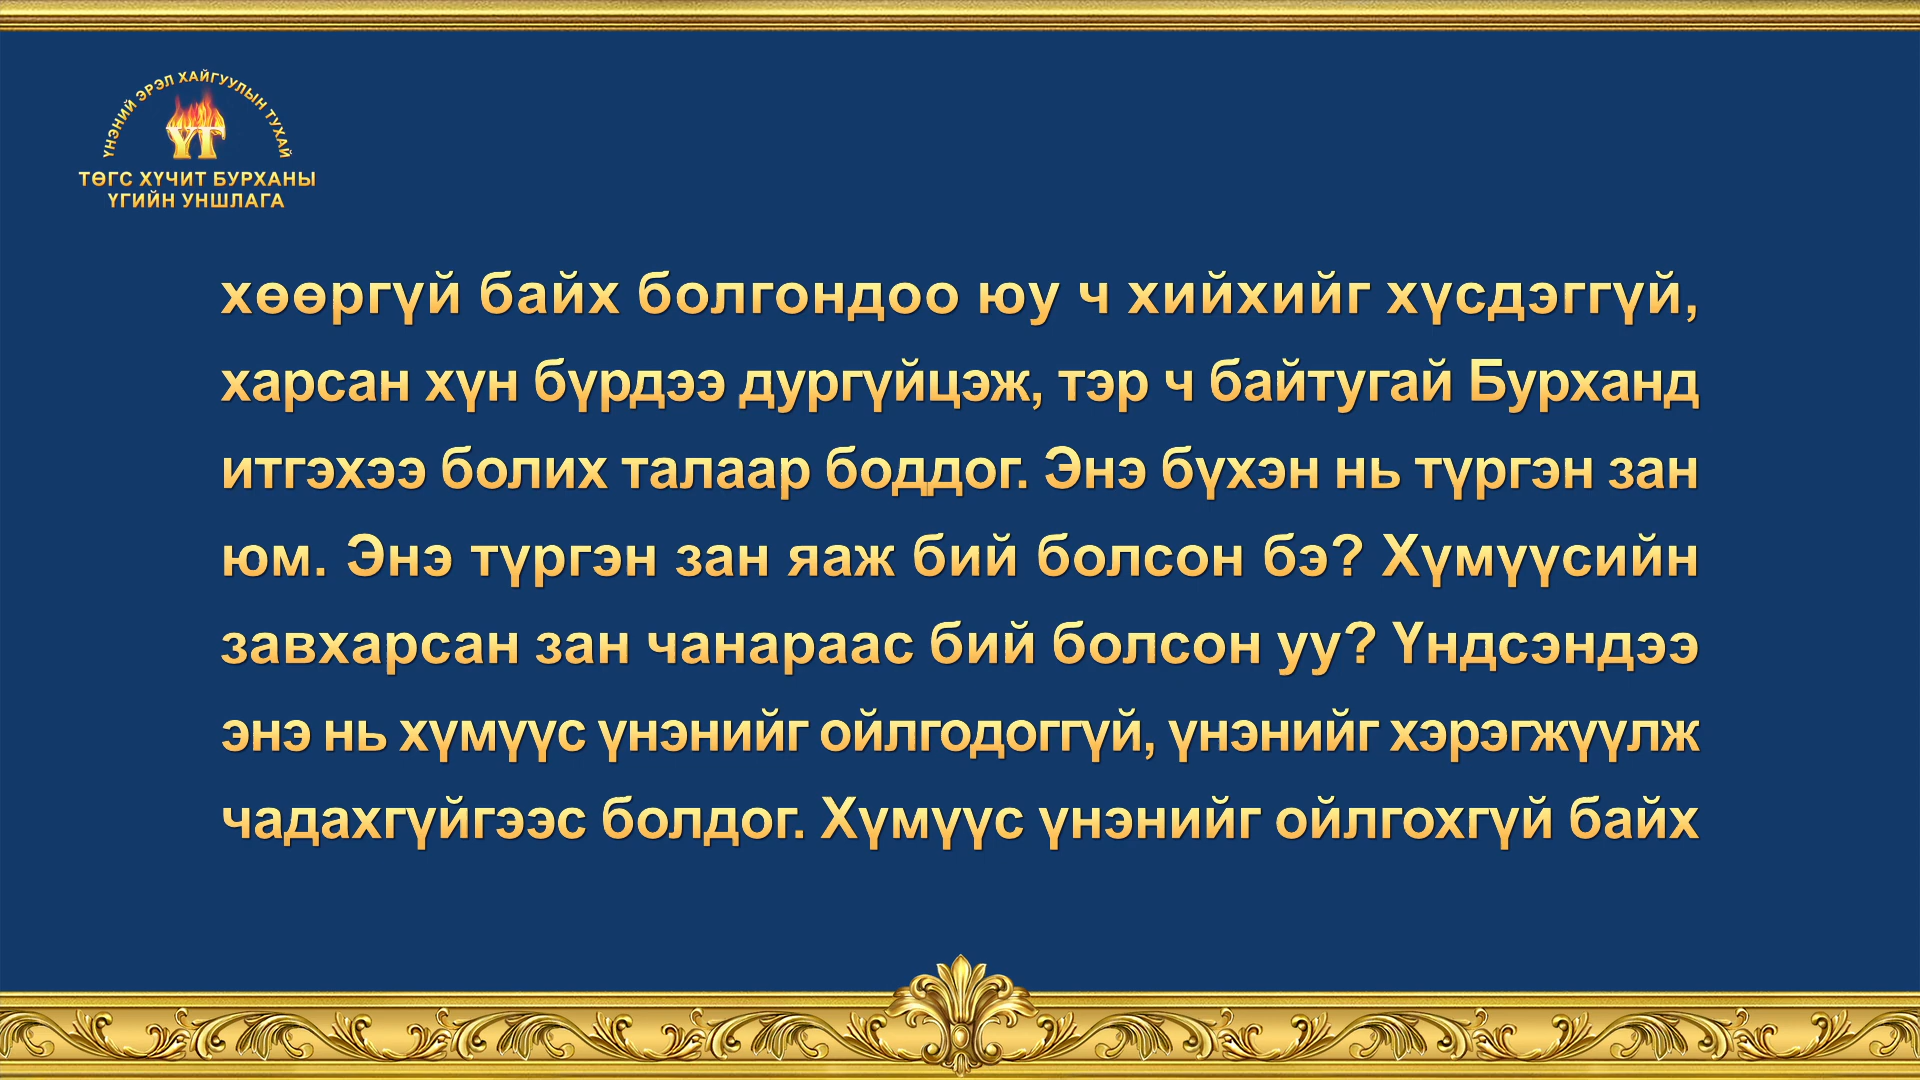 ҮНЭНИЙ ЭРЭЛ ХАЙГУУЛЫН ТУХАЙ
ҮГ
ТӨГС ХҮЧИТ БУРХАНЫ
ҮГИЙН УНШЛАГА
хөөргүй байх болгондоо юу ч хийхийг хүсдэггүй,
харсан хүн бүрдээ дургүйцэж, тэр ч байтугай Бурханд
итгэхээ болих талаар боддог. Энэ бүхэн нь түргэн зан
юм. Энэ түргэн зан яаж бий болсон бэ? Хүмүүсийн
завхарсан зан чанараас бий болсон уу? Үндсэндээ
энэ нь хүмүүс үнэнийг ойлгодоггүй, үнэнийг хэрэгжүүлж
чадахгүйгээс болдог. Хүмүүс үнэнийг ойлгохгүй байх